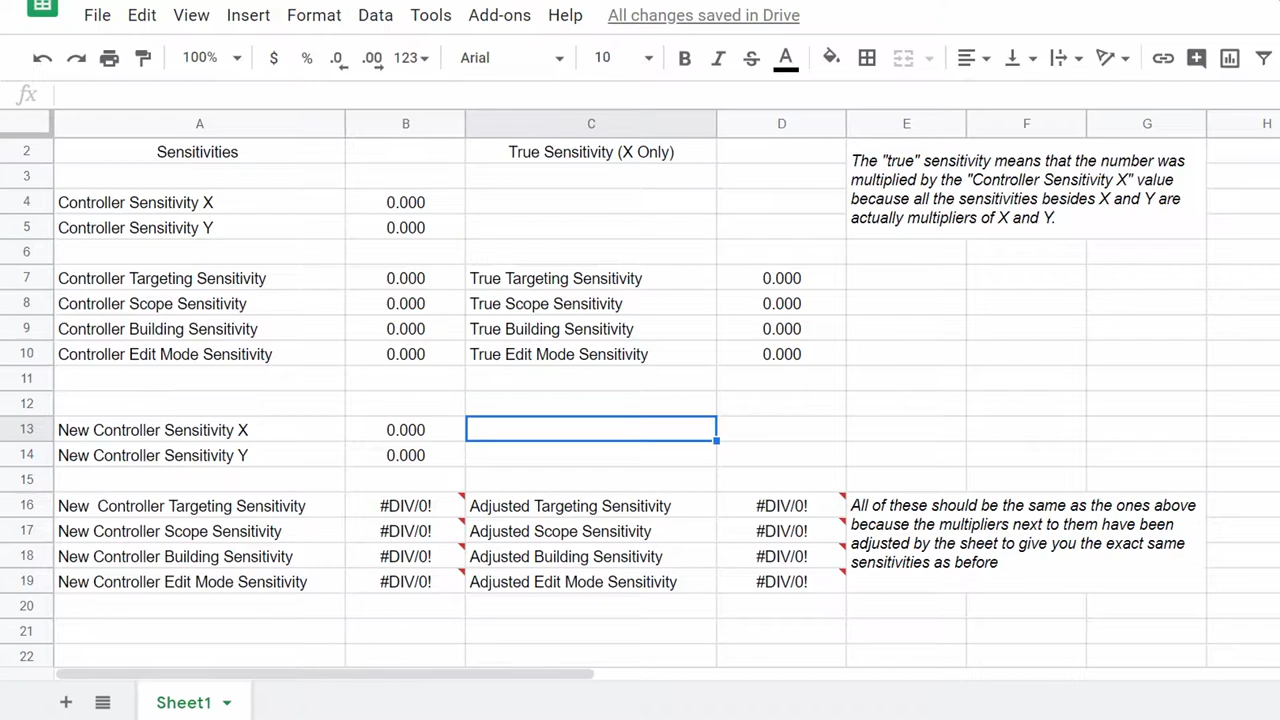 File Edit View Insert Format Data Tools Add-ons Help All changes saved in Drive
100% $ % .0 .00 123 Arial 10 B I S A
fx
A B C D E F G H
2 Sensitivities True Sensitivity (X Only)
The "true" sensitivity means that the number was
3
multiplied by the "Controller Sensitivity X" value
4 Controller Sensitivity X 0.000
because all the sensitivities besides X and Y are
5 Controller Sensitivity Y 0.000
actually multipliers of X and Y.
6
7 Controller Targeting Sensitivity 0.000 True Targeting Sensitivity 0.000
8 Controller Scope Sensitivity 0.000 True Scope Sensitivity 0.000
9 Controller Building Sensitivity 0.000 True Building Sensitivity 0.000
10 Controller Edit Mode Sensitivity 0.000 True Edit Mode Sensitivity 0.000
11
12
13 New Controller Sensitivity X 0.000
14 New Controller Sensitivity Y 0.000
15
16 New  Controller Targeting Sensitivity #DIV/0! Adjusted Targeting Sensitivity #DIV/0! All of these should be the same as the ones above
because the multipliers next to them have been
17 New Controller Scope Sensitivity #DIV/0! Adjusted Scope Sensitivity #DIV/0!
adjusted by the sheet to give you the exact same
18 New Controller Building Sensitivity #DIV/0! Adjusted Building Sensitivity #DIV/0!
sensitivities as before
19 New Controller Edit Mode Sensitivity #DIV/0! Adjusted Edit Mode Sensitivity #DIV/0!
20
21
22
+ Sheet1